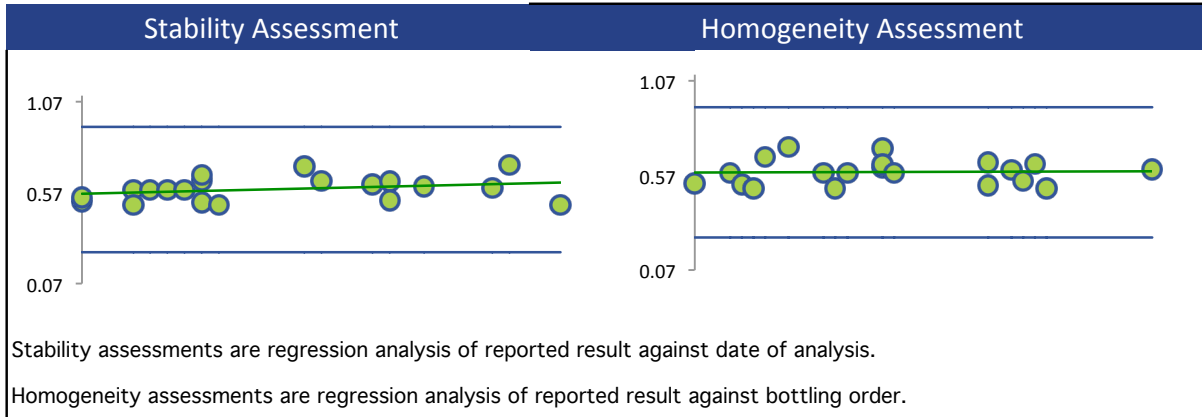 Stability Assessment
Homogeneity Assessment
1.07
0.57
0.07
1.07
0.57
0.07
Stability assessments are regression analysis of reported result against date of analysis.
Homogeneity assessments are regression analysis of reported result against bottling order.